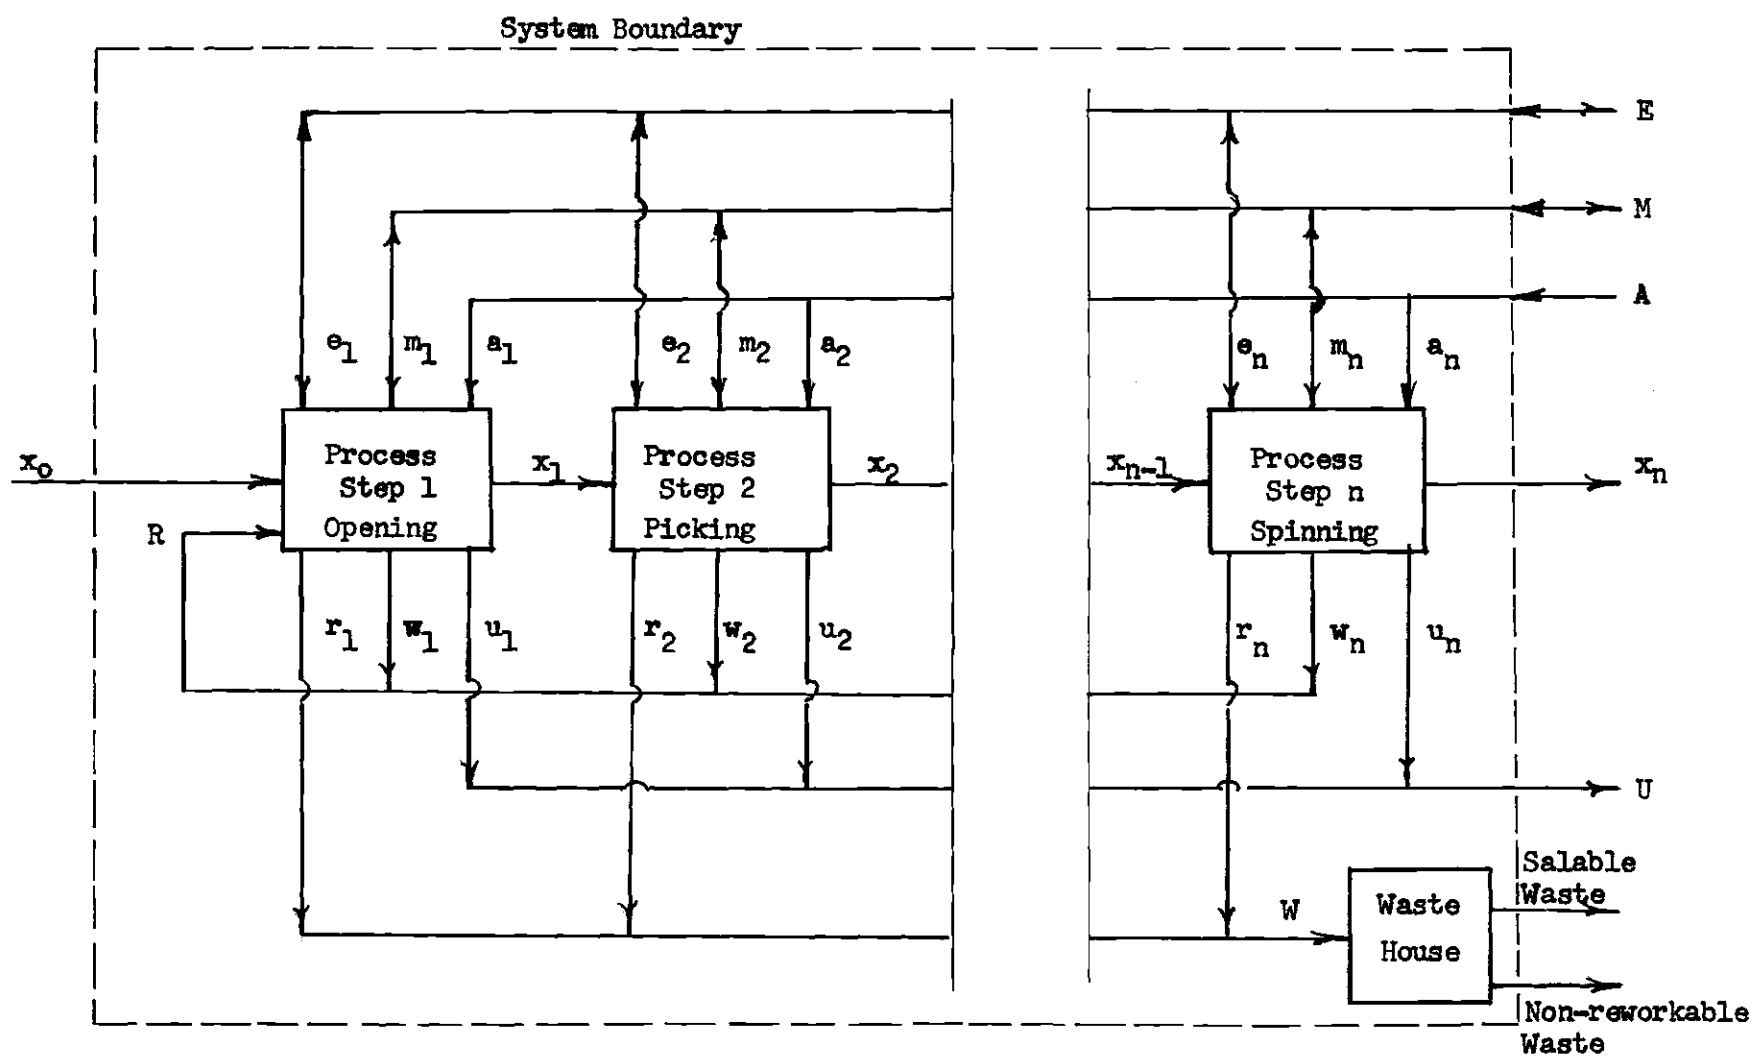 System Boundary
E
M
A
e₁ m₁ a₁ e₂ m₂ a₂ eₙ mₙ aₙ
x₀
Process
Step 1
Opening
x₁
Process
Step 2
Picking
x₂
xₙ₋₁
Process
Step n
Spinning
xₙ
R
r₁ w₁ u₁ r₂ w₂ u₂ rₙ wₙ uₙ
U
W
Waste
House
Salable
Waste
Non-reworkable
Waste